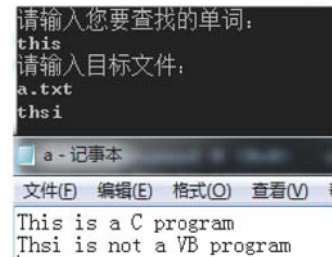 请输入您要查找的单词：
this
请输入目标文件：
a.txt
thsi
a - 记事本
文件(F) 编辑(E) 格式(O) 查看(V)
This is a C program
Thsi is not a VB program